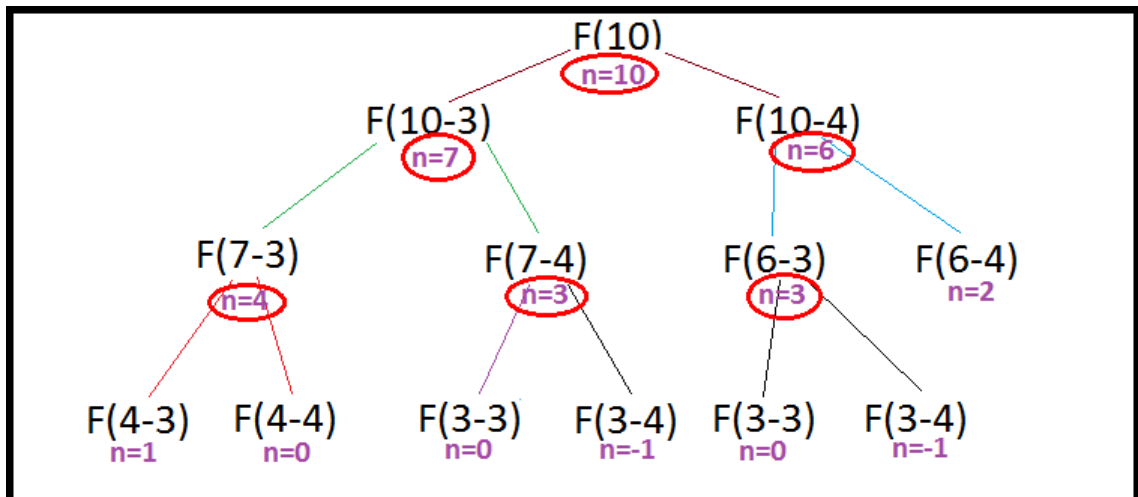 F(10)
n=10
F(10-3) F(10-4)
n=7 n=6
F(7-3) F(7-4) F(6-3) F(6-4)
n=4 n=3 n=3 n=2
F(4-3) F(4-4) F(3-3) F(3-4) F(3-3) F(3-4)
n=1 n=0 n=0 n=-1 n=0 n=-1